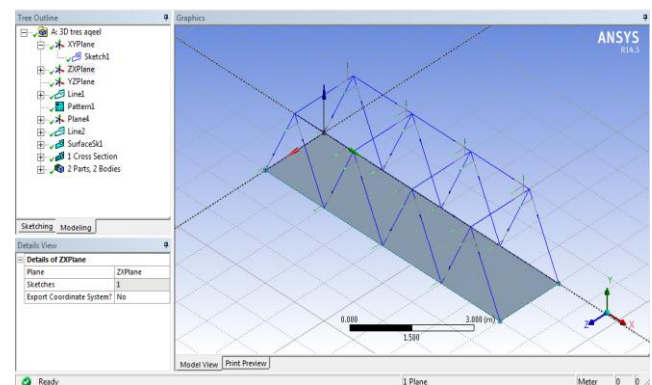 Tree Outline
A: 3D tres aqeel
XYPlane
Sketch1
ZXPlane
YZPlane
Line1
Pattern1
Plane4
Line2
SurfaceSk1
1 Cross Section
2 Parts, 2 Bodies
Sketching Modeling
Details View
Details of ZXPlane
Plane ZXPlane
Sketches 1
Export Coordinate System? No
Graphics
ANSYS
R14.5
0.000 3.000 (m)
1.500
Y
Z X
Model View Print Preview
Ready 1 Plane Meter 0 0